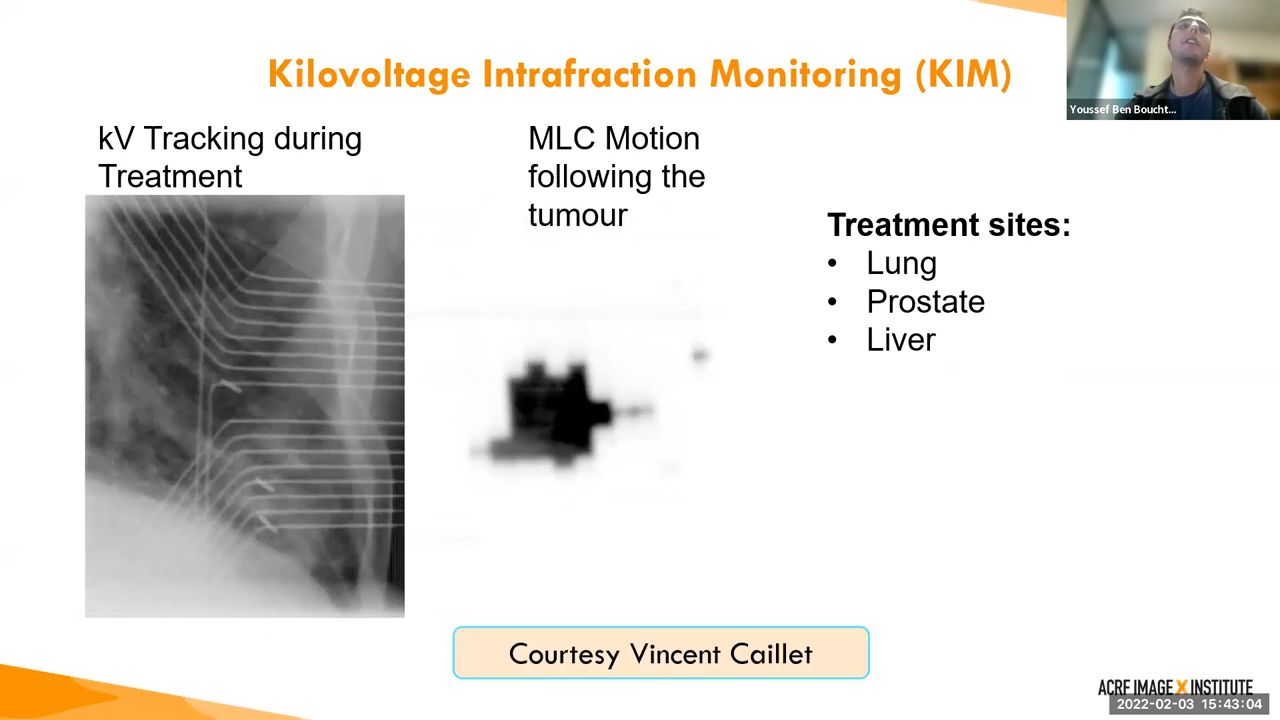 Kilovoltage Intrafraction Monitoring (KIM)
Youssef Ben Boucht...
kV Tracking during
Treatment
MLC Motion
following the
tumour
Treatment sites:
• Lung
• Prostate
• Liver
Courtesy Vincent Caillet
ACRF IMAGE X INSTITUTE
2022-02-03 15:43:04